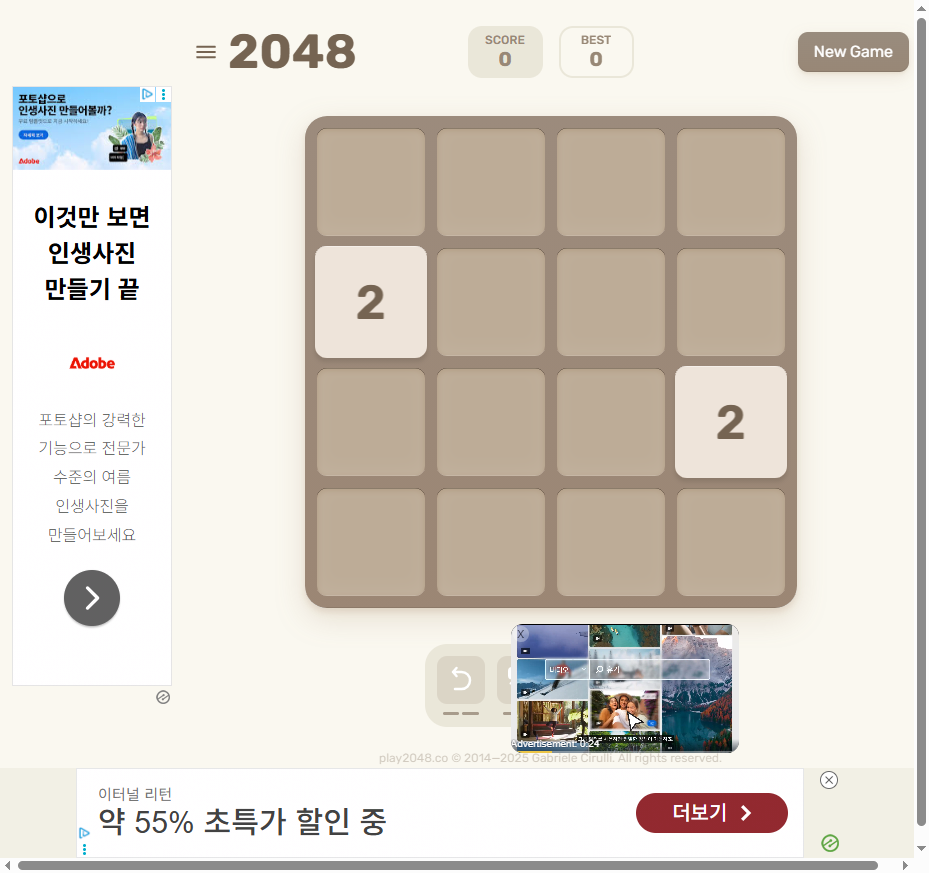 2048
SCORE
0
BEST
0
New Game
포토샵으로
인생사진 만들어볼까?
Adobe
이것만 보면
인생사진
만들기 끝
Adobe
포토샵의 강력한
기능으로 전문가
수준의 여름
인생사진을
만들어보세요
2
2
X
비디오
휴가
Advertisement: 0:24
play2048.co © 2014—2025 Gabriele Cirulli. All rights reserved.
이터널 리턴
약 55% 초특가 할인 중
더보기